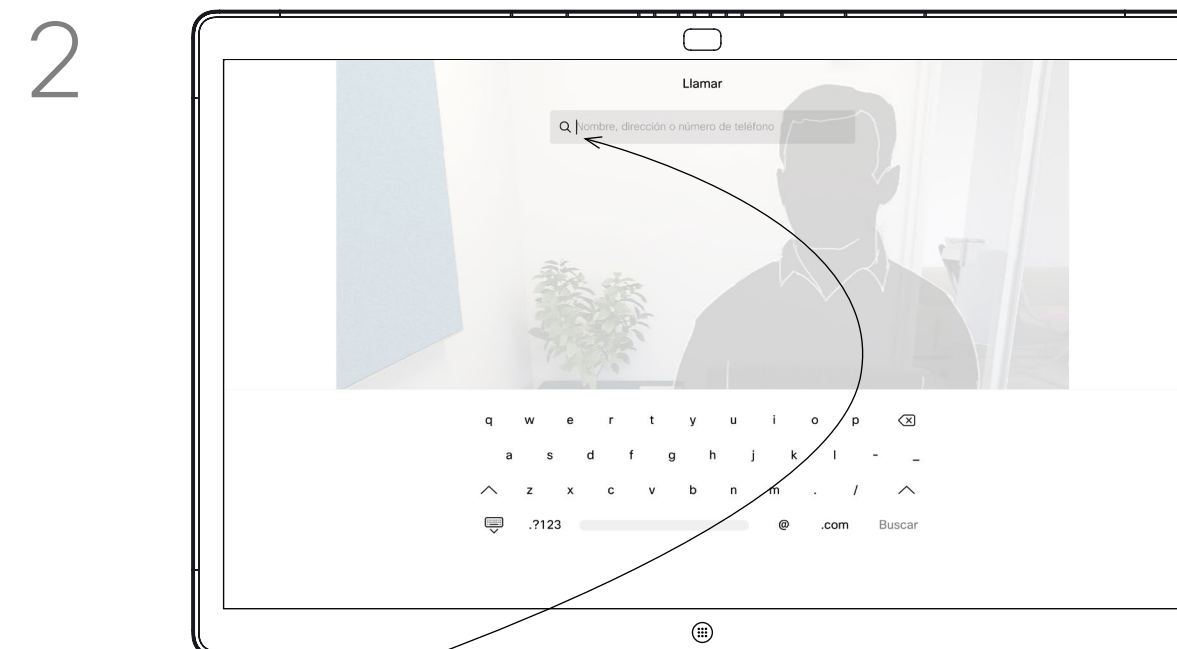 2
Llamar
Nombre, dirección o número de teléfono
q w e r t y u i o p
a s d f g h j k l - _
z x c v b n m . /
.?123 @ .com Buscar